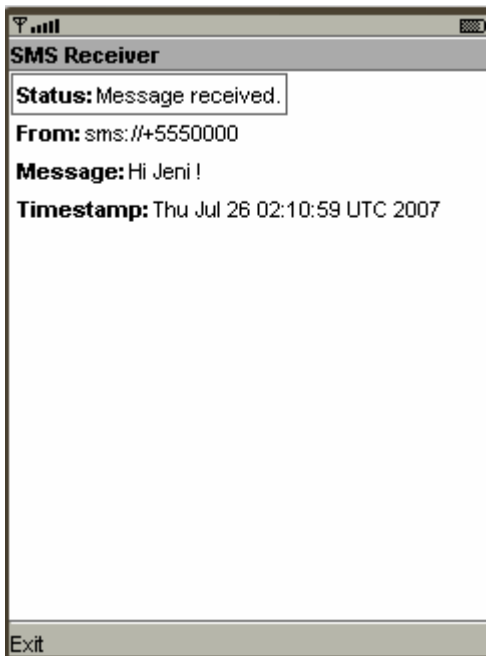 SMS Receiver
Status: Message received.
From: sms://+5550000
Message: Hi Jeni !
Timestamp: Thu Jul 26 02:10:59 UTC 2007
Exit